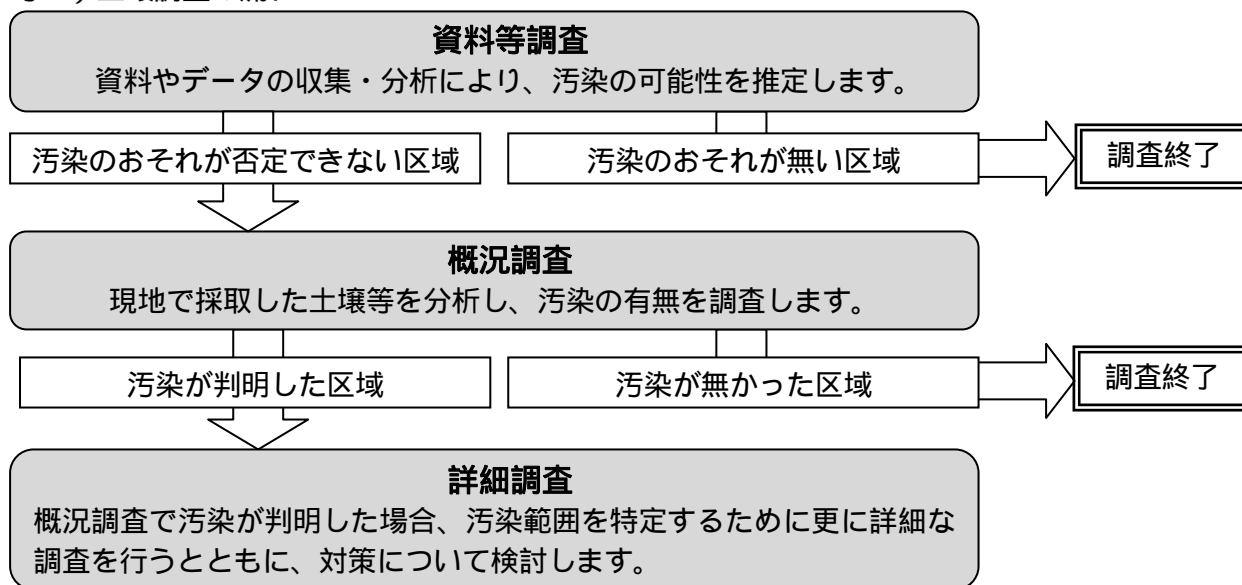 資料等調査
資料やデータの収集・分析により、汚染の可能性を推定します。
汚染のおそれが否定できない区域
汚染のおそれが無い区域
調査終了
概況調査
現地で採取した土壌等を分析し、汚染の有無を調査します。
汚染が判明した区域
汚染が無かった区域
調査終了
詳細調査
概況調査で汚染が判明した場合、汚染範囲を特定するために更に詳細な
調査を行うとともに、対策について検討します。